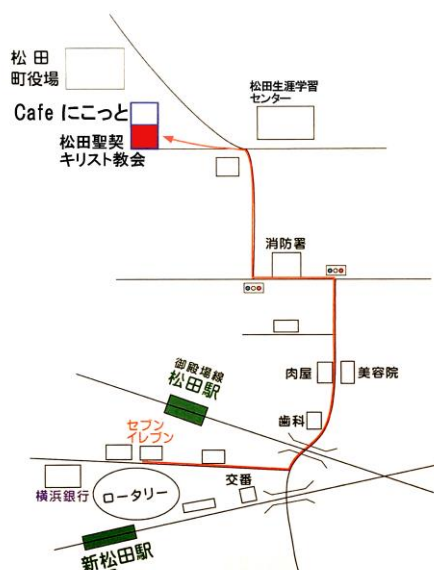 松田
町役場
Cafe にこっと
松田聖契
キリスト教会
松田生涯学習
センター
消防署
御殿場線
松田駅
肉屋
美容院
歯科
セブン
イレブン
横浜銀行
ロータリー
交番
新松田駅